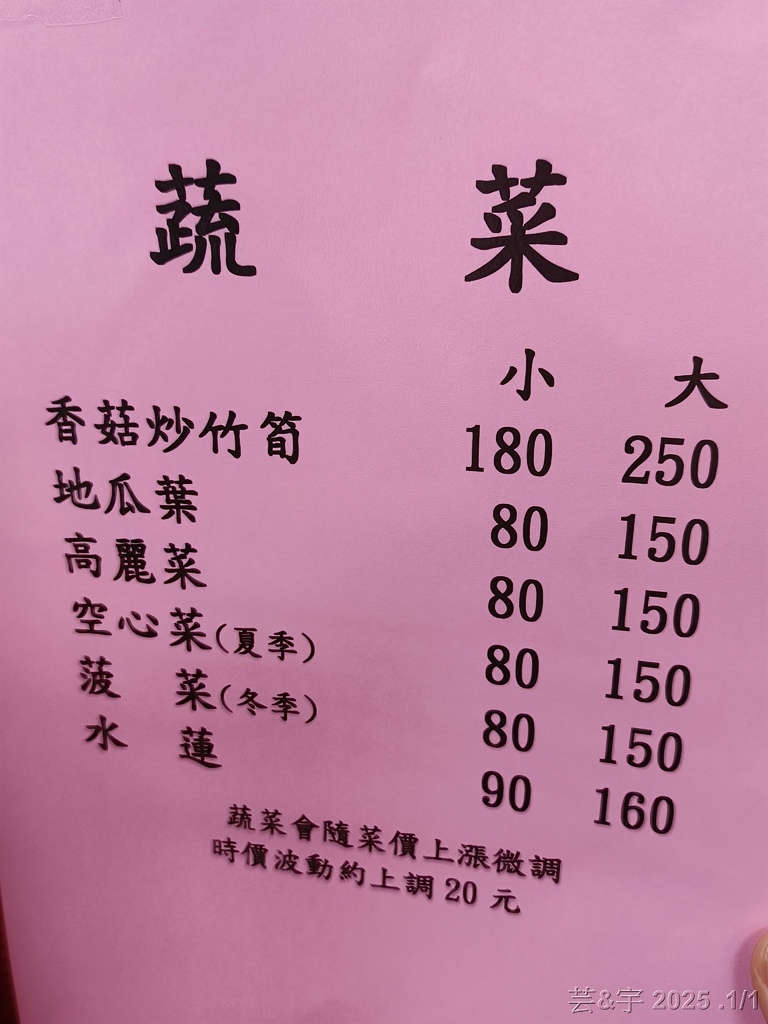 蔬 菜
小 大
香菇炒竹筍 180 250
地瓜葉 80 150
高麗菜 80 150
空心菜(夏季) 80 150
菠 菜(冬季) 80 150
水 蓮 90 160
蔬菜會隨菜價上漲微調
時價波動約上調20元
芸&宇 2025 .1/1